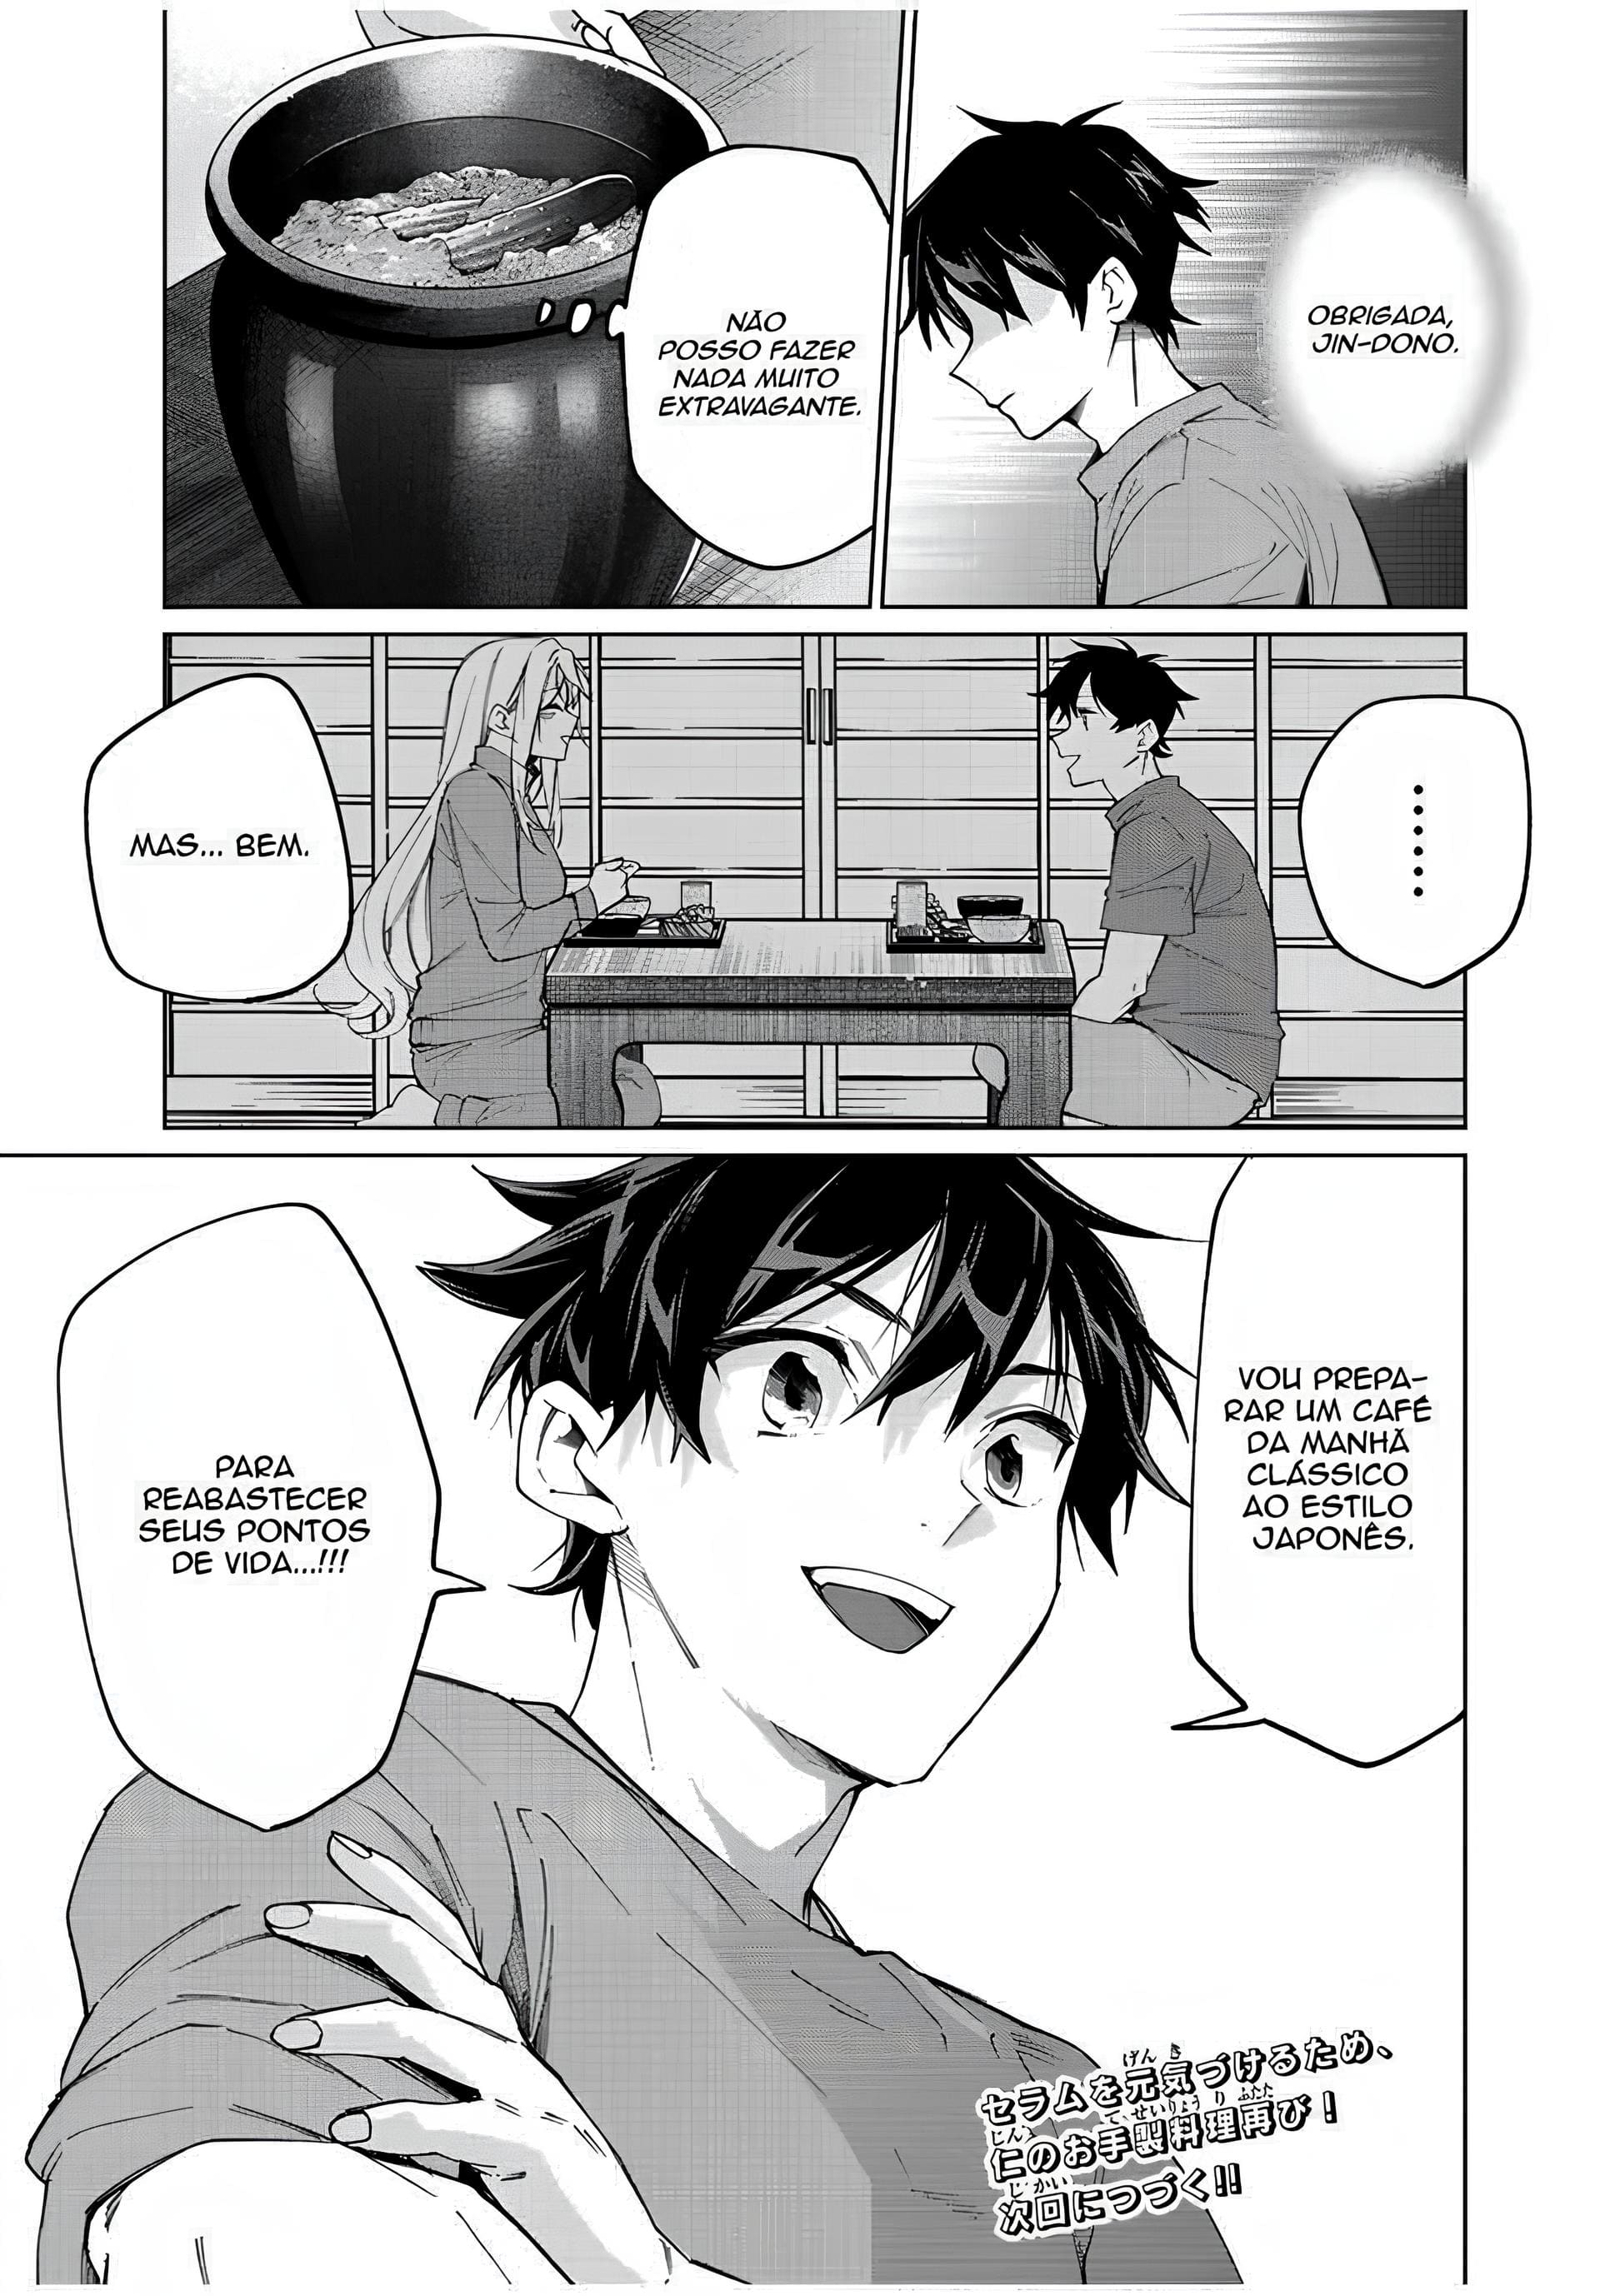 OBRIGADA,
JIN-DONO.
NÃO
POSSO FAZER
NADA MUITO
EXTRAVAGANTE.
......
MAS... BEM.
VOU PREPA-
RAR UM CAFÉ
DA MANHÃ
CLÁSSICO
AO ESTILO
JAPONÊS.
PARA
REABASTECER
SEUS PONTOS
DE VIDA...!!!
セラムを元気づけるため、
仁のお手製料理再び！
次回につづく!!